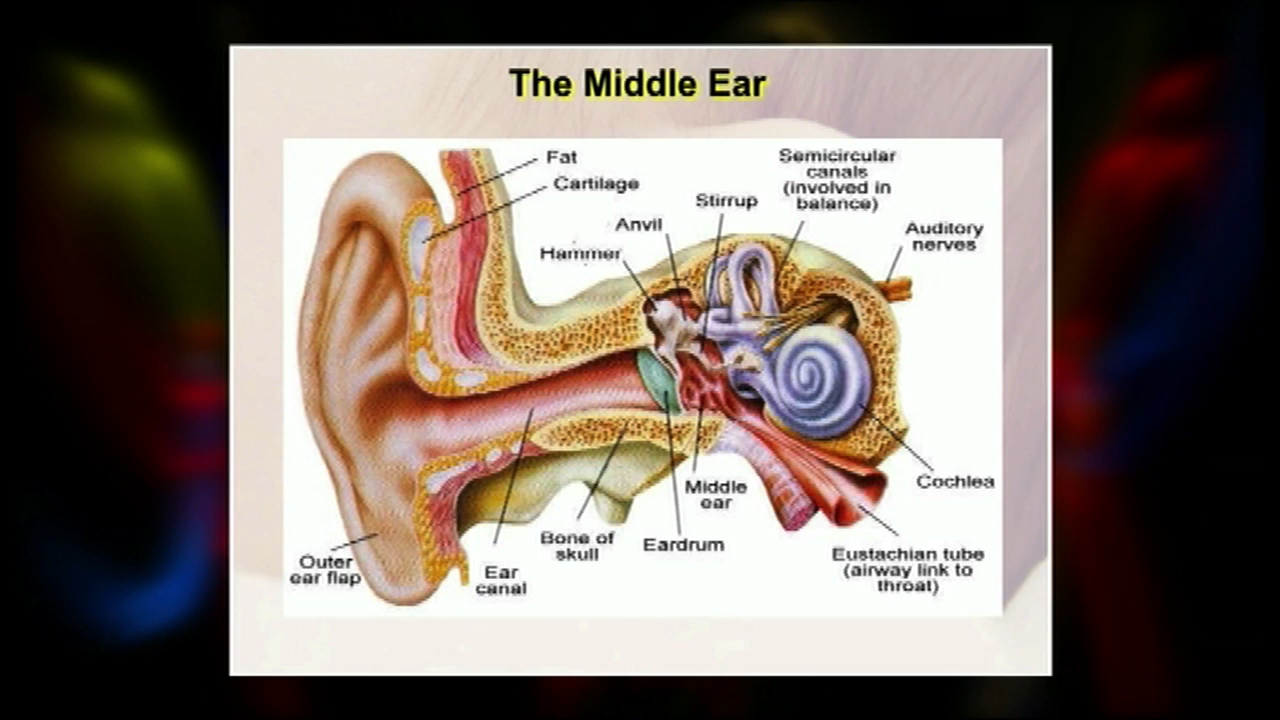 The Middle Ear
Fat
Cartilage
Semicircular
canals
(involved in
balance)
Stirrup
Anvil
Hammer
Auditory
nerves
Cochlea
Middle
ear
Eardrum
Bone of
skull
Ear
canal
Outer
ear flap
Eustachian tube
(airway link to
throat)